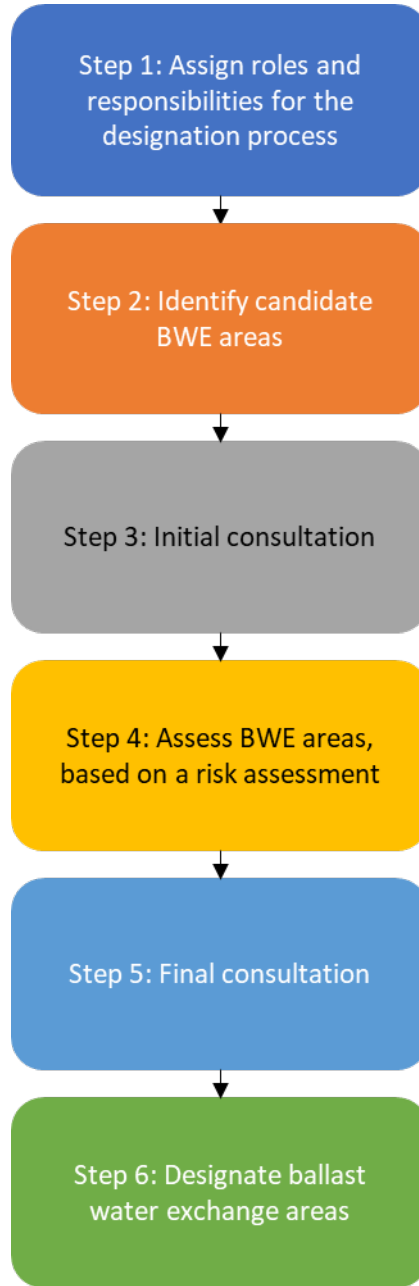 Step 1: Assign roles and
responsibilities for the
designation process
Step 2: Identify candidate
BWE areas
Step 3: Initial consultation
Step 4: Assess BWE areas,
based on a risk assessment
Step 5: Final consultation
Step 6: Designate ballast
water exchange areas